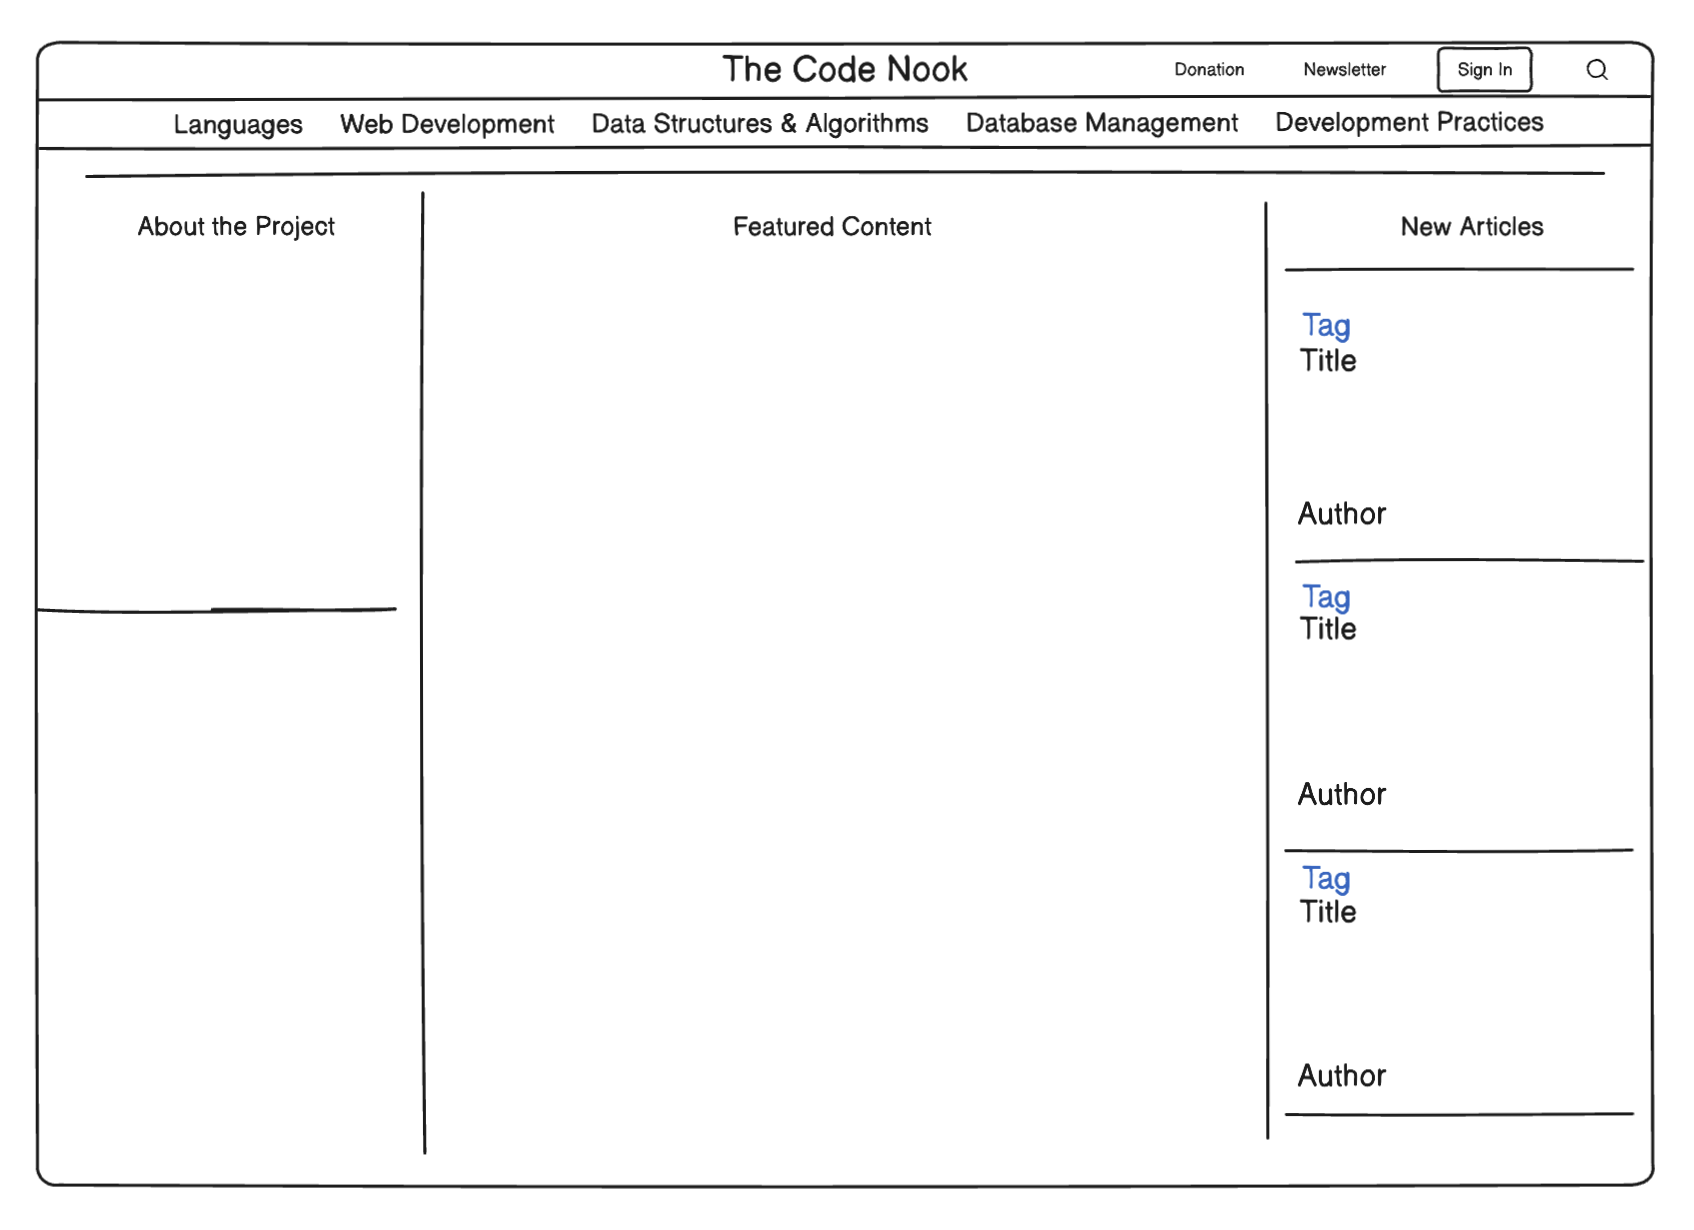 The Code Nook
Donation
Newsletter
Sign In
Languages
Web Development
Data Structures & Algorithms
Database Management
Development Practices
About the Project
Featured Content
New Articles
Tag
Title
Author
Tag
Title
Author
Tag
Title
Author